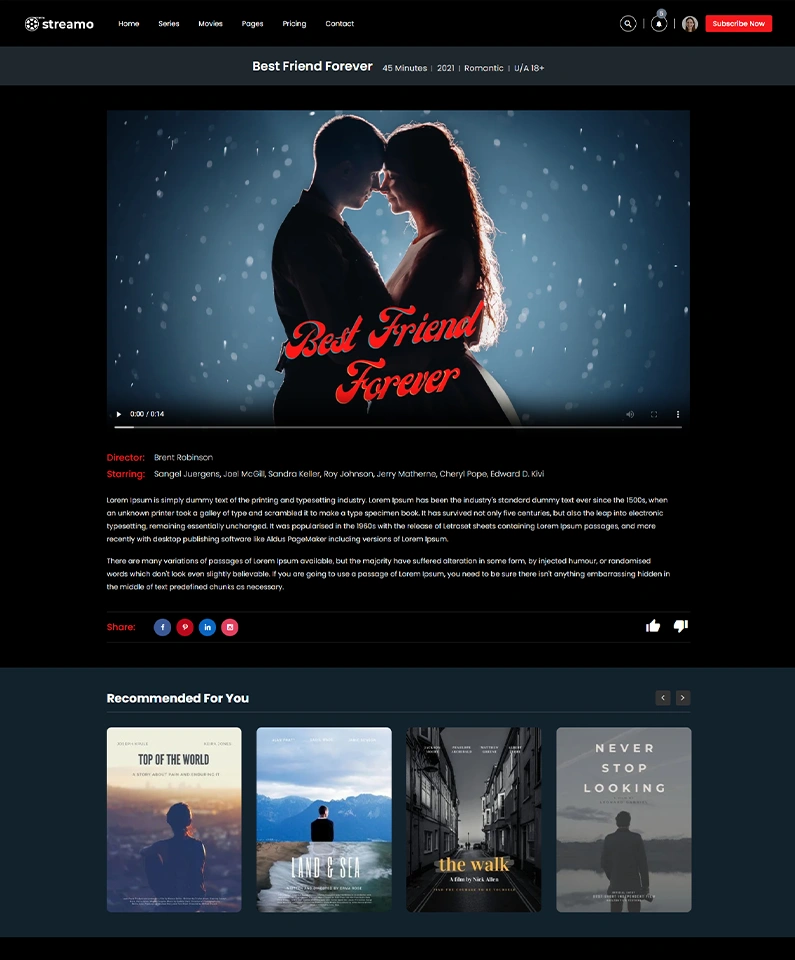 streamo
Home Series Movies Pages Pricing Contact
5
Subscribe Now
Best Friend Forever 45 Minutes | 2021 | Romantic | U/A 18+
Best Friend
Forever
0:00 / 0:14
Director: Brent Robinson
Starring: Sangel Juergens, Joel McGill, Sandra Keller, Roy Johnson, Jerry Matherne, Cheryl Pope, Edward D. Kivi
Lorem Ipsum is simply dummy text of the printing and typesetting industry. Lorem Ipsum has been the industry's standard dummy text ever since the 1500s, when
an unknown printer took a galley of type and scrambled it to make a type specimen book. It has survived not only five centuries, but also the leap into electronic
typesetting, remaining essentially unchanged. It was popularised in the 1960s with the release of Letraset sheets containing Lorem Ipsum passages, and more
recently with desktop publishing software like Aldus PageMaker including versions of Lorem Ipsum.
There are many variations of passages of Lorem Ipsum available, but the majority have suffered alteration in some form, by injected humour, or randomised
words which don't look even slightly believable. If you are going to use a passage of Lorem Ipsum, you need to be sure there isn't anything embarrassing hidden in
the middle of text predefined chunks as necessary.
Share:
Recommended For You
TOP OF THE WORLD
A STORY ABOUT PAIN AND ENDURING IT
LAND & SEA
the walk
A film by Nick Allen
NEVER
STOP
LOOKING